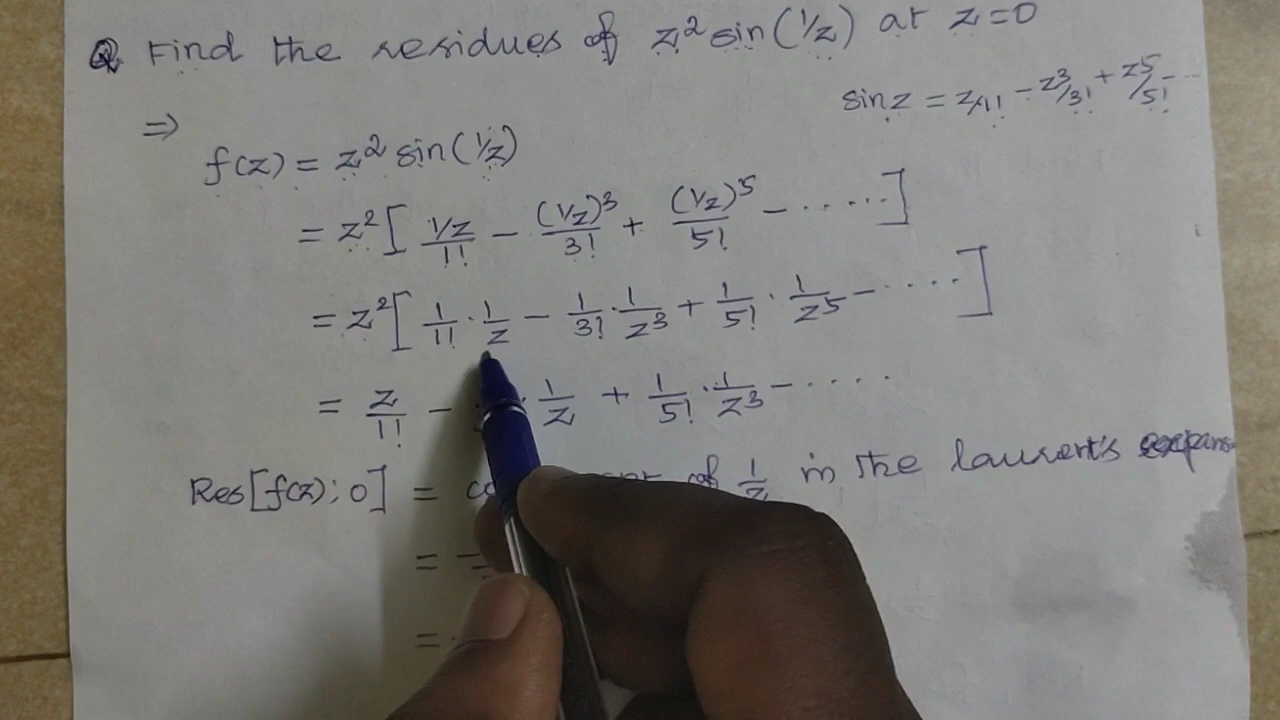 Q Find the residues of z² sin(1/z) at z=0
sin z = z/1! - z³/3! + z⁵/5! - ...
⇒
f(z) = z² sin(1/z)
= z² [ (1/z)/1! - (1/z)³/3! + (1/z)⁵/5! - ...... ]
= z² [ 1/1! · 1/z - 1/3! · 1/z³ + 1/5! · 1/z⁵ - ...... ]
= z/1! - · 1/z + 1/5! · 1/z³ - .....
Res[f(z); 0] = of 1/z in the laurent's
= -
= -